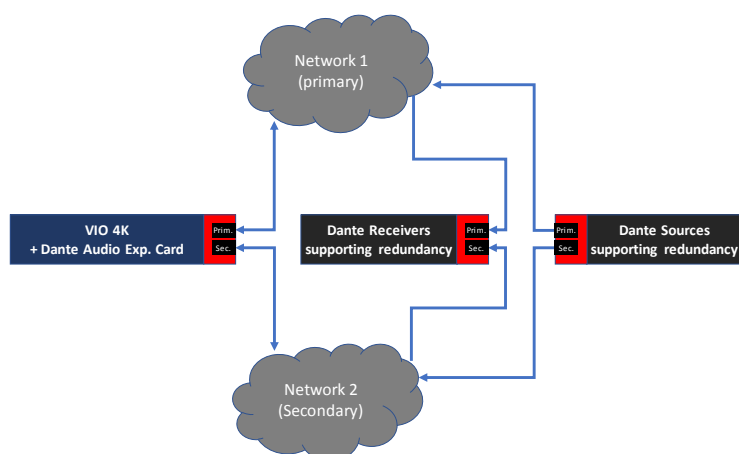 Network 1
(primary)
VIO 4K
+ Dante Audio Exp. Card
Prim.
Sec.
Dante Receivers
supporting redundancy
Prim.
Sec.
Prim.
Sec.
Dante Sources
supporting redundancy
Network 2
(Secondary)